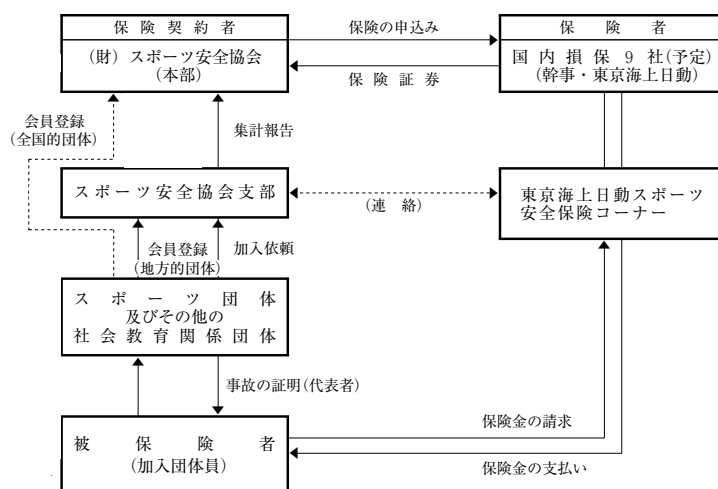 保険契約者
(財)スポーツ安全協会
(本部)
保険の申込み
保険証券
保険者
国内損保9社(予定)
(幹事・東京海上日動)
会員登録
(全国的団体)
集計報告
スポーツ安全協会支部
(連絡)
東京海上日動スポーツ
安全保険コーナー
会員登録
(地方的団体)
加入依頼
スポーツ団体
及びその他の
社会教育関係団体
事故の証明(代表者)
被保険者
(加入団体員)
保険金の請求
保険金の支払い